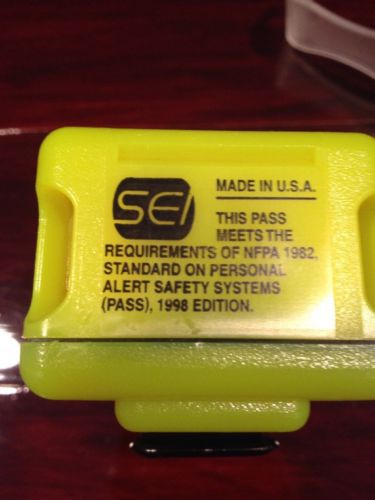 SEI
MADE IN U.S.A.
THIS PASS
MEETS THE
REQUIREMENTS OF NFPA 1982,
STANDARD ON PERSONAL
ALERT SAFETY SYSTEMS
(PASS), 1998 EDITION.